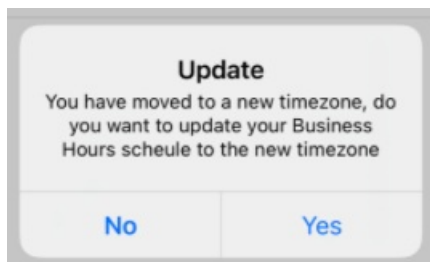 Update
You have moved to a new timezone, do
you want to update your Business
Hours scheule to the new timezone
No
Yes